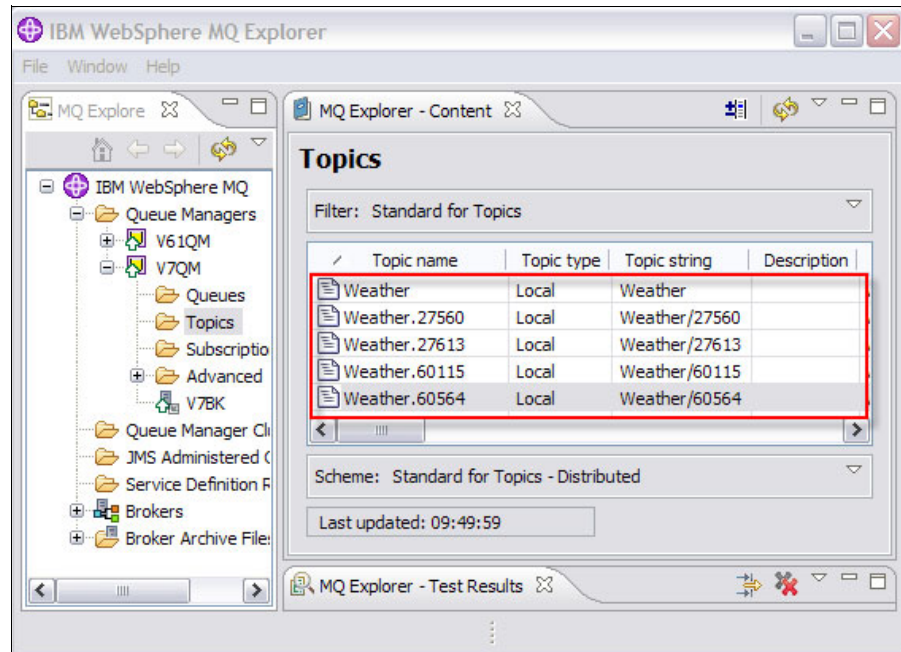 IBM WebSphere MQ Explorer
File Window Help
MQ Explore
IBM WebSphere MQ
Queue Managers
V61QM
V7QM
Queues
Topics
Subscriptio
Advanced
V7BK
Queue Manager Clu
JMS Administered
Service Definition R
Brokers
Broker Archive File:
MQ Explorer - Content
Topics
Filter: Standard for Topics
Topic name Topic type Topic string Description
Weather Local Weather
Weather.27560 Local Weather/27560
Weather.27613 Local Weather/27613
Weather.60115 Local Weather/60115
Weather.60564 Local Weather/60564
Scheme: Standard for Topics - Distributed
Last updated: 09:49:59
MQ Explorer - Test Results